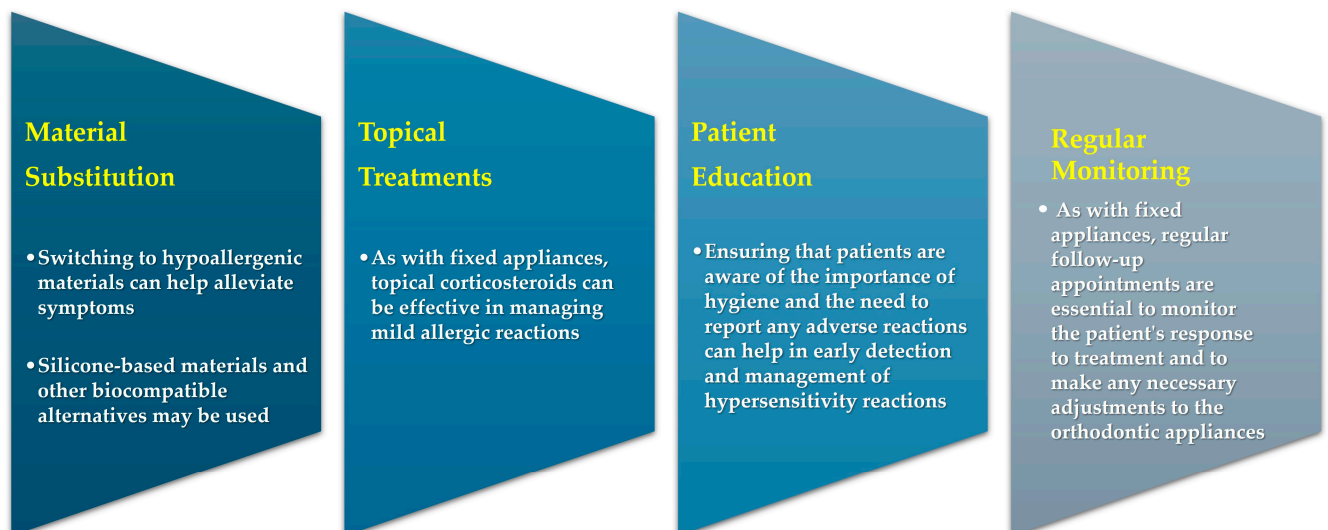 Material
Substitution
•Switching to hypoallergenic
materials can help alleviate
symptoms
•Silicone-based materials and
other biocompatible
alternatives may be used
Topical
Treatments
•As with fixed appliances,
topical corticosteroids can
be effective in managing
mild allergic reactions
Patient
Education
•Ensuring that patients are
aware of the importance of
hygiene and the need to
report any adverse reactions
can help in early detection
and management of
hypersensitivity reactions
Regular
Monitoring
• As with fixed
appliances, regular
follow-up
appointments are
essential to monitor
the patient's response
to treatment and to
make any necessary
adjustments to the
orthodontic appliances